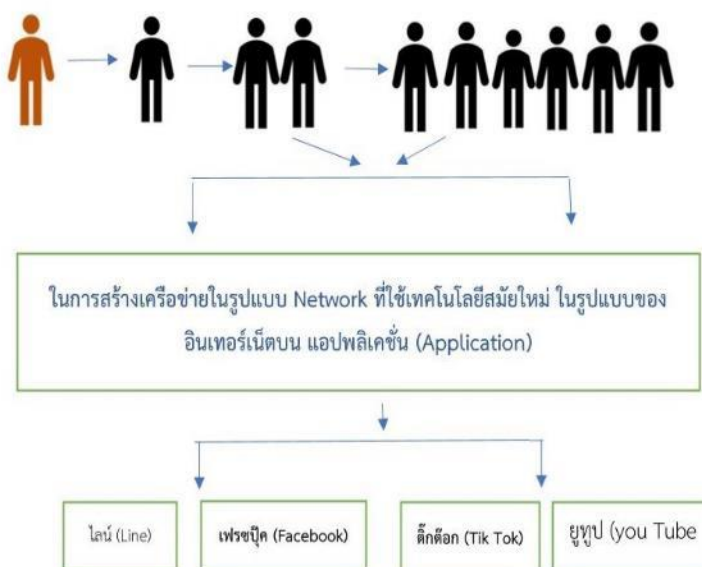 ในการสร้างเครือข่ายในรูปแบบ Network ที่ใช้เทคโนโลยีสมัยใหม่ ในรูปแบบของ
อินเทอร์เน็ตบน แอปพลิเคชั่น (Application)
ไลน์ (Line)
เฟรซปุ๊ค (Facebook)
ติ๊กต๊อก (Tik Tok)
ยูทูป (you Tube